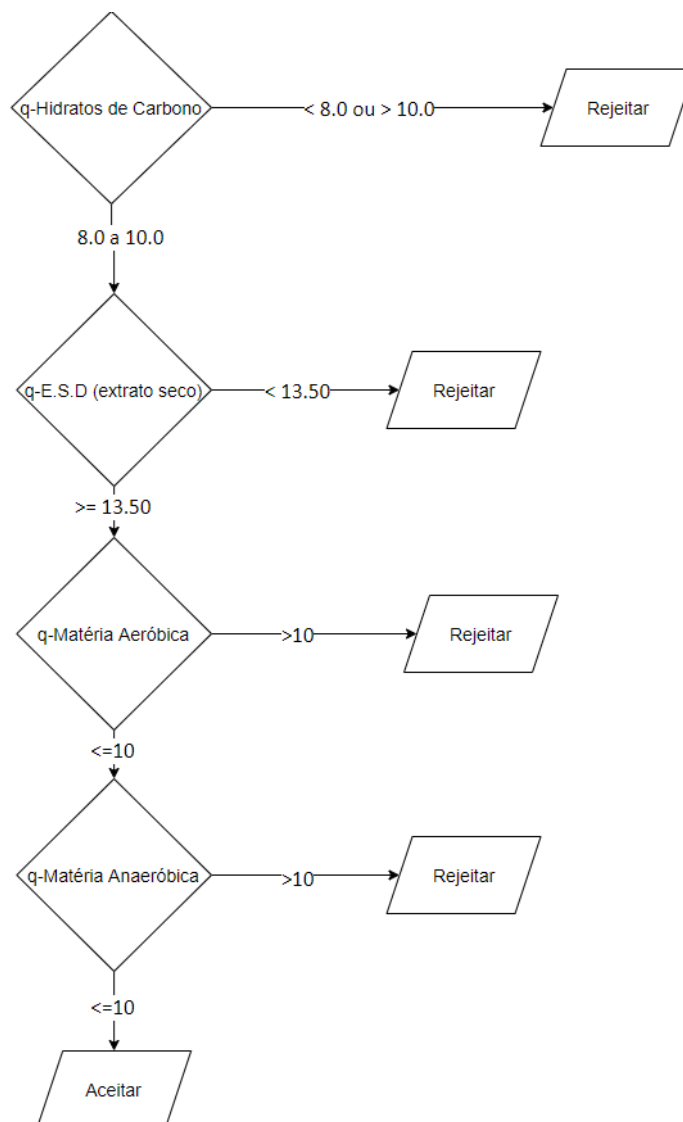 q-Hidratos de Carbono
< 8.0 ou > 10.0
Rejeitar
8.0 a 10.0
q-E.S.D (extrato seco)
< 13.50
Rejeitar
>= 13.50
q-Matéria Aeróbica
>10
Rejeitar
<=10
q-Matéria Anaeróbica
>10
Rejeitar
<=10
Aceitar